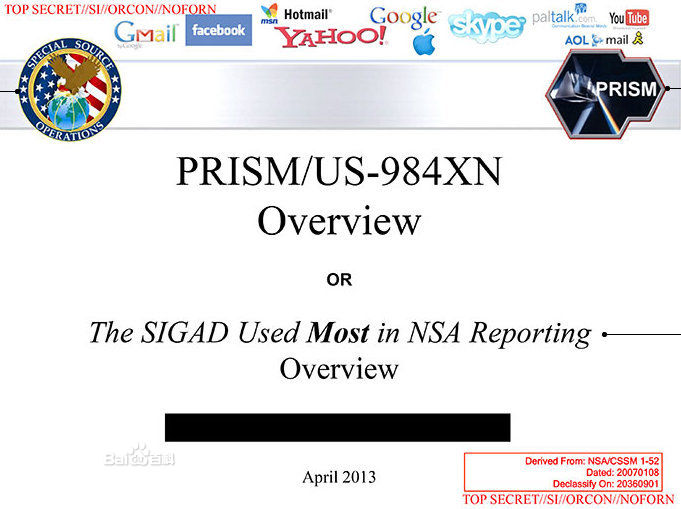 TOP SECRET//SI//ORCON//NOFORN
msn Hotmail®
Google
paltalk.com
Communication Beyond Words
YouTube
Gmail
by Google
facebook
YAHOO!
skype
AOL mail
SPECIAL SOURCE
OPERATIONS
PRISM
PRISM/US-984XN
Overview
OR
The SIGAD Used Most in NSA Reporting
Overview
Bai百科
April 2013
Derived From: NSA/CSSM 1-52
Dated: 20070108
Declassify On: 20360901
TOP SECRET//SI//ORCON//NOFORN